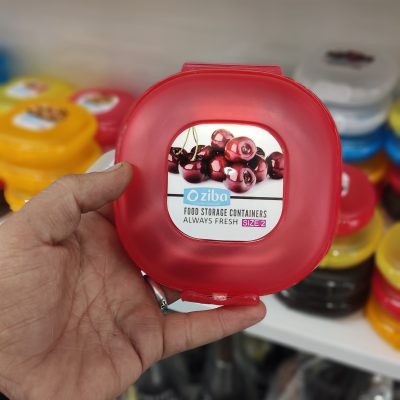 ziba
FOOD STORAGE CONTAINERS
ALWAYS FRESH SIZE 2